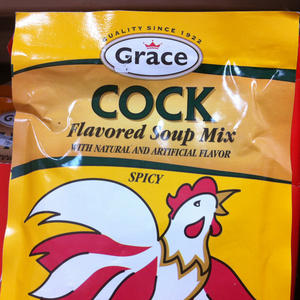 QUALITY SINCE 1922
Grace
COCK
Flavored Soup Mix
WITH NATURAL AND ARTIFICIAL FLAVOR
SPICY